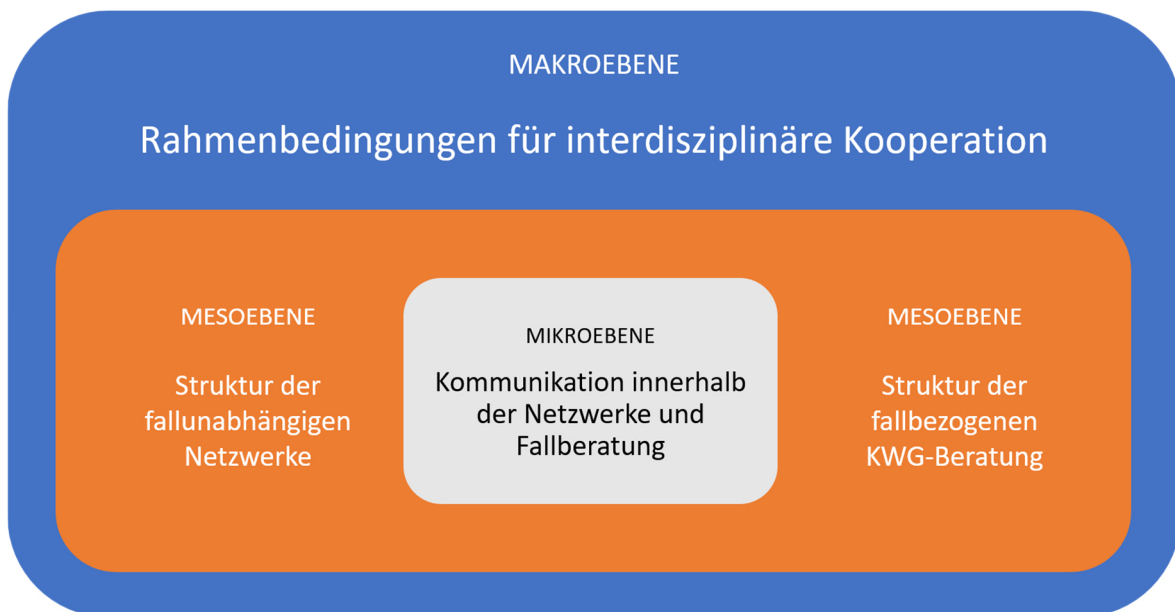 MAKROEBENE
Rahmenbedingungen für interdisziplinäre Kooperation
MESOEBENE
Struktur der
fallunabhängigen
Netzwerke
MIKROEBENE
Kommunikation innerhalb
der Netzwerke und
Fallberatung
MESOEBENE
Struktur der
fallbezogenen
KWG-Beratung